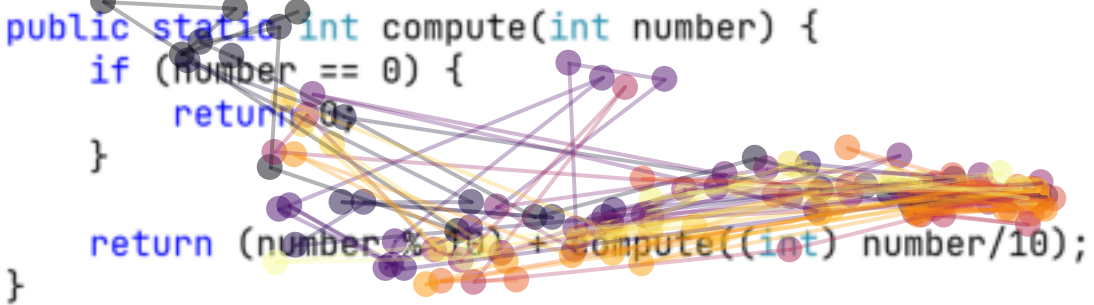 public static int compute(int number) {
    if (number == 0) {
        return 0;
    }
    return (number % 10) + compute((int) number/10);
}